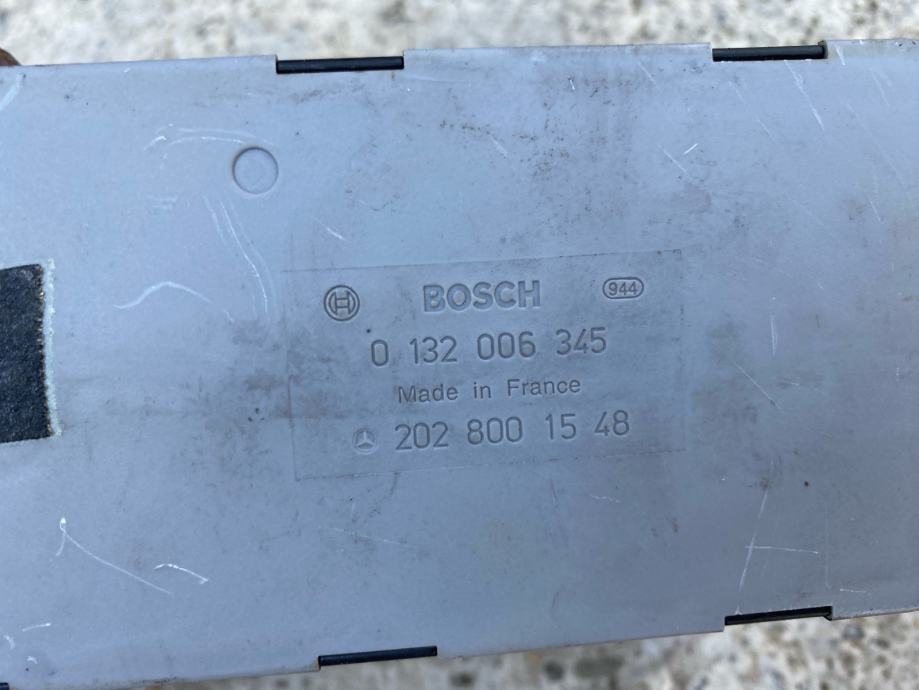 BOSCH 944
0 132 006 345
Made in France
202 800 15 48